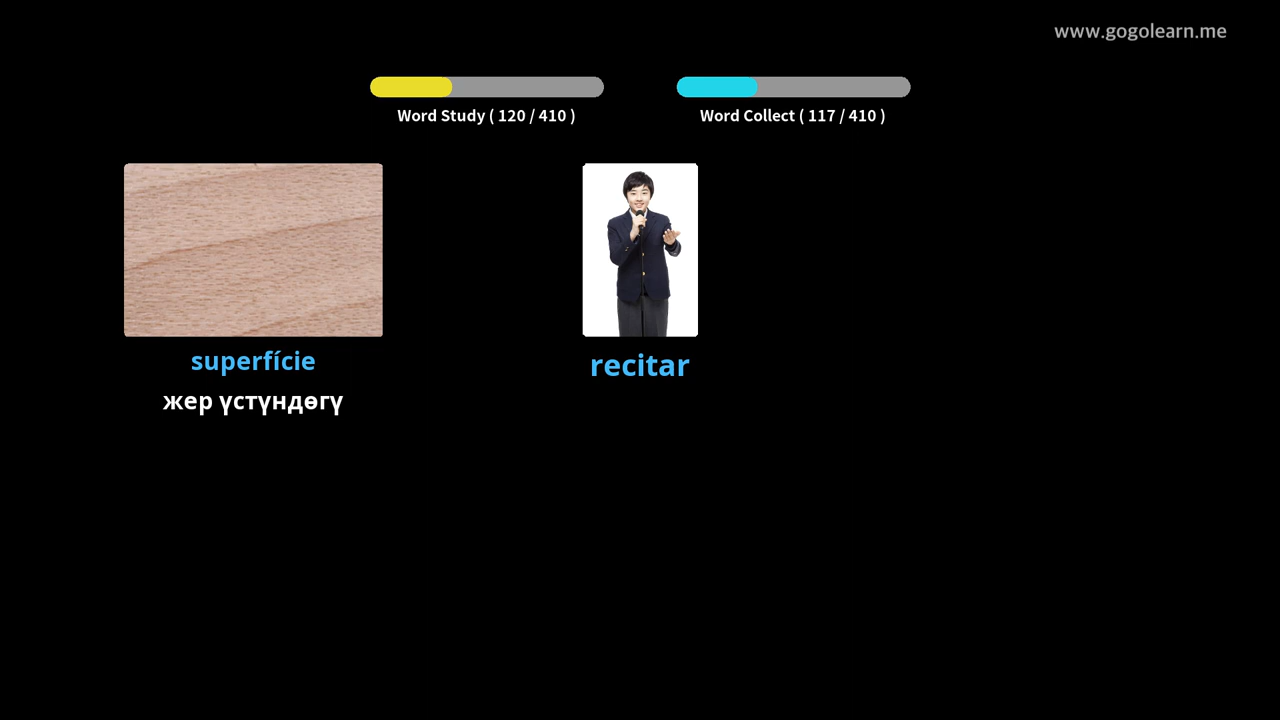 www.gogolearn.me
Word Study ( 120 / 410 )
Word Collect ( 117 / 410 )
superfície
жер үстүндөгү
recitar